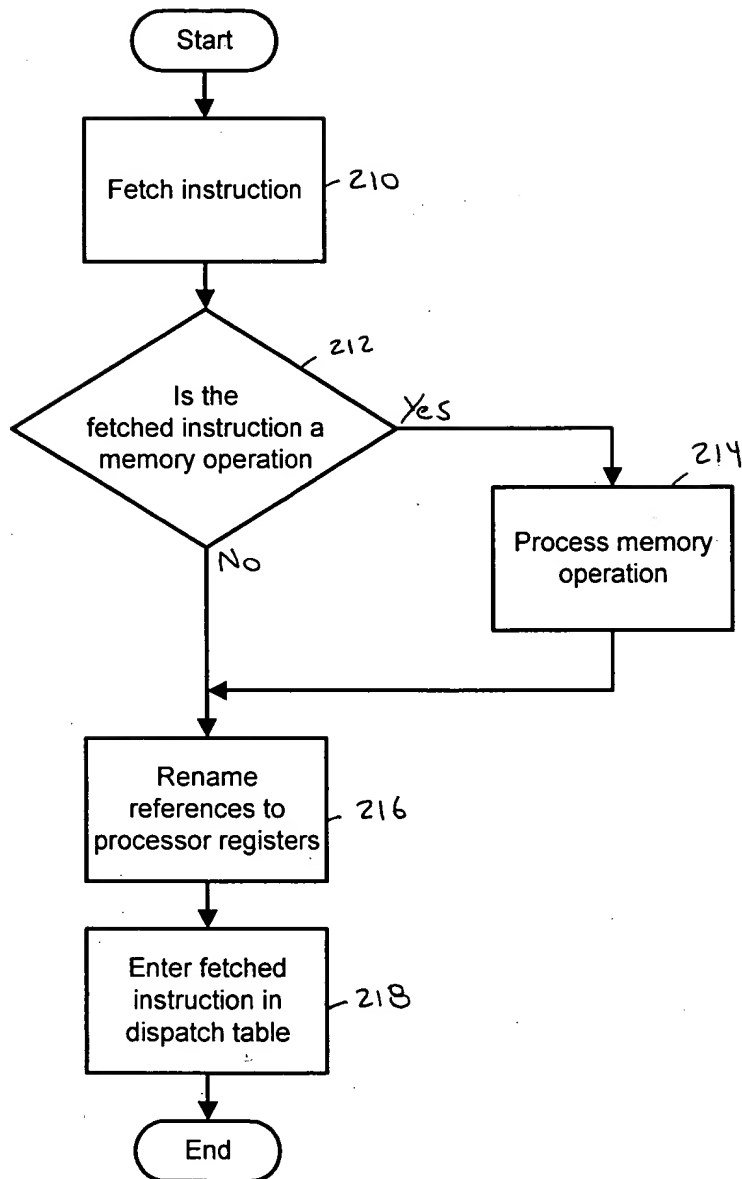 Start
Fetch instruction
210
212
Is the
fetched instruction a
memory operation
Yes
214
Process memory
operation
No
Rename
references to
processor registers
216
Enter fetched
instruction in
dispatch table
218
End